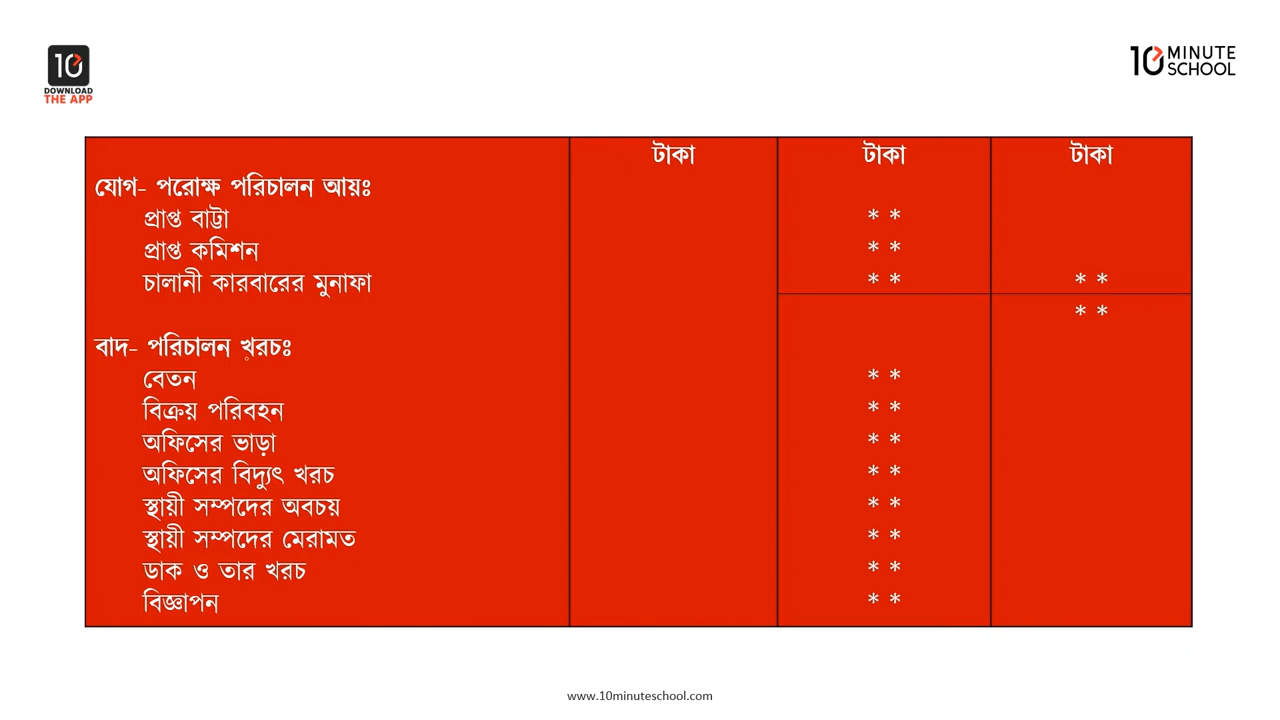 10
DOWNLOAD
THE APP
10 MINUTE
SCHOOL
টাকা টাকা টাকা
যোগ- পরোক্ষ পরিচালন আয়ঃ
প্রাপ্ত বাট্টা * *
প্রাপ্ত কমিশন * *
চালানী কারবারের মুনাফা * * * *
* *
বাদ- পরিচালন খরচঃ
বেতন * *
বিক্রয় পরিবহন * *
অফিসের ভাড়া * *
অফিসের বিদ্যুৎ খরচ * *
স্থায়ী সম্পদের অবচয় * *
স্থায়ী সম্পদের মেরামত * *
ডাক ও তার খরচ * *
বিজ্ঞাপন * *
www.10minuteschool.com